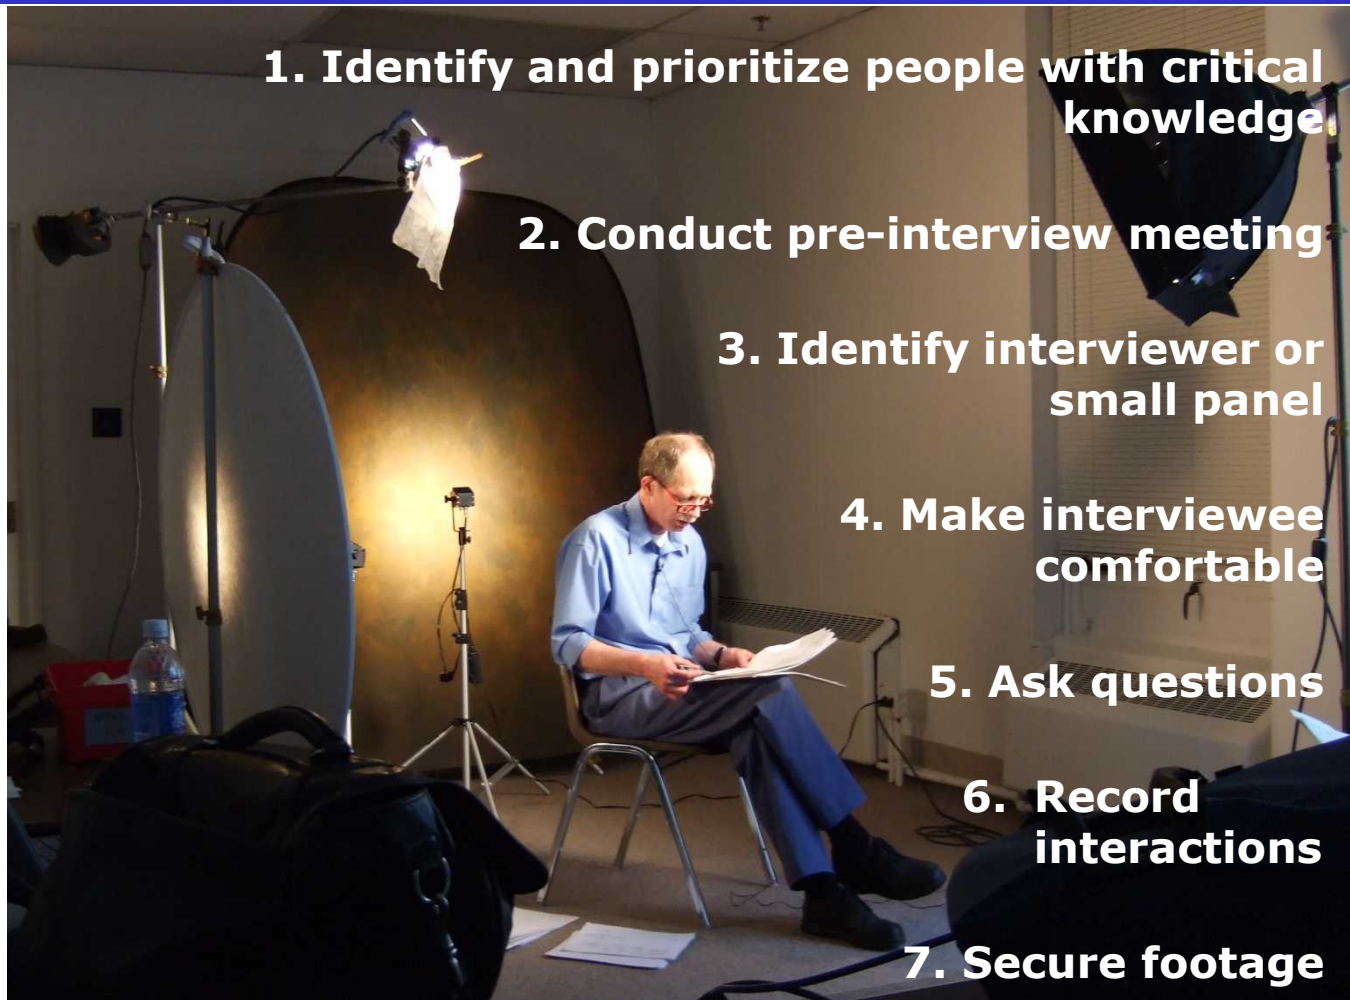 1. Identify and prioritize people with critical
knowledge
2. Conduct pre-interview meeting
3. Identify interviewer or
small panel
4. Make interviewee
comfortable
5. Ask questions
6. Record
interactions
7. Secure footage